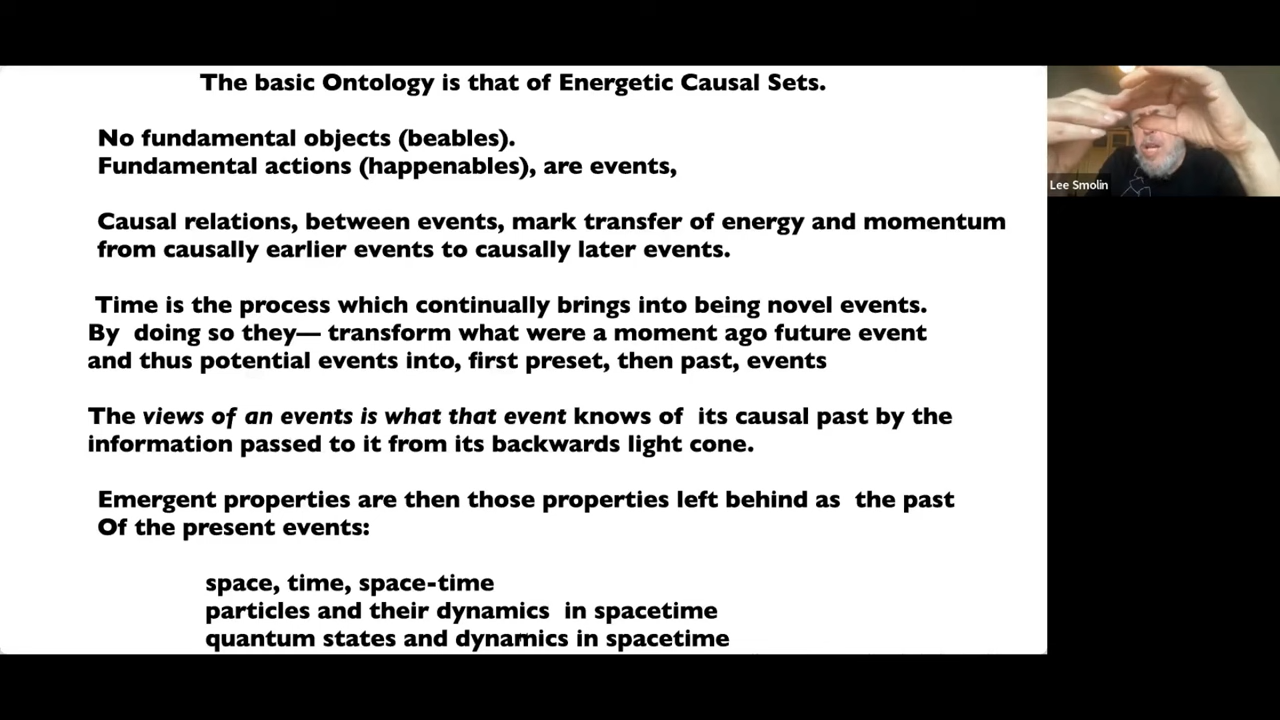 The basic Ontology is that of Energetic Causal Sets.
No fundamental objects (beables).
Fundamental actions (happenables), are events,
Causal relations, between events, mark transfer of energy and momentum
from causally earlier events to causally later events.
Time is the process which continually brings into being novel events.
By doing so they— transform what were a moment ago future event
and thus potential events into, first preset, then past, events
The views of an events is what that event knows of its causal past by the
information passed to it from its backwards light cone.
Emergent properties are then those properties left behind as the past
Of the present events:
space, time, space-time
particles and their dynamics in spacetime
quantum states and dynamics in spacetime
Lee Smolin